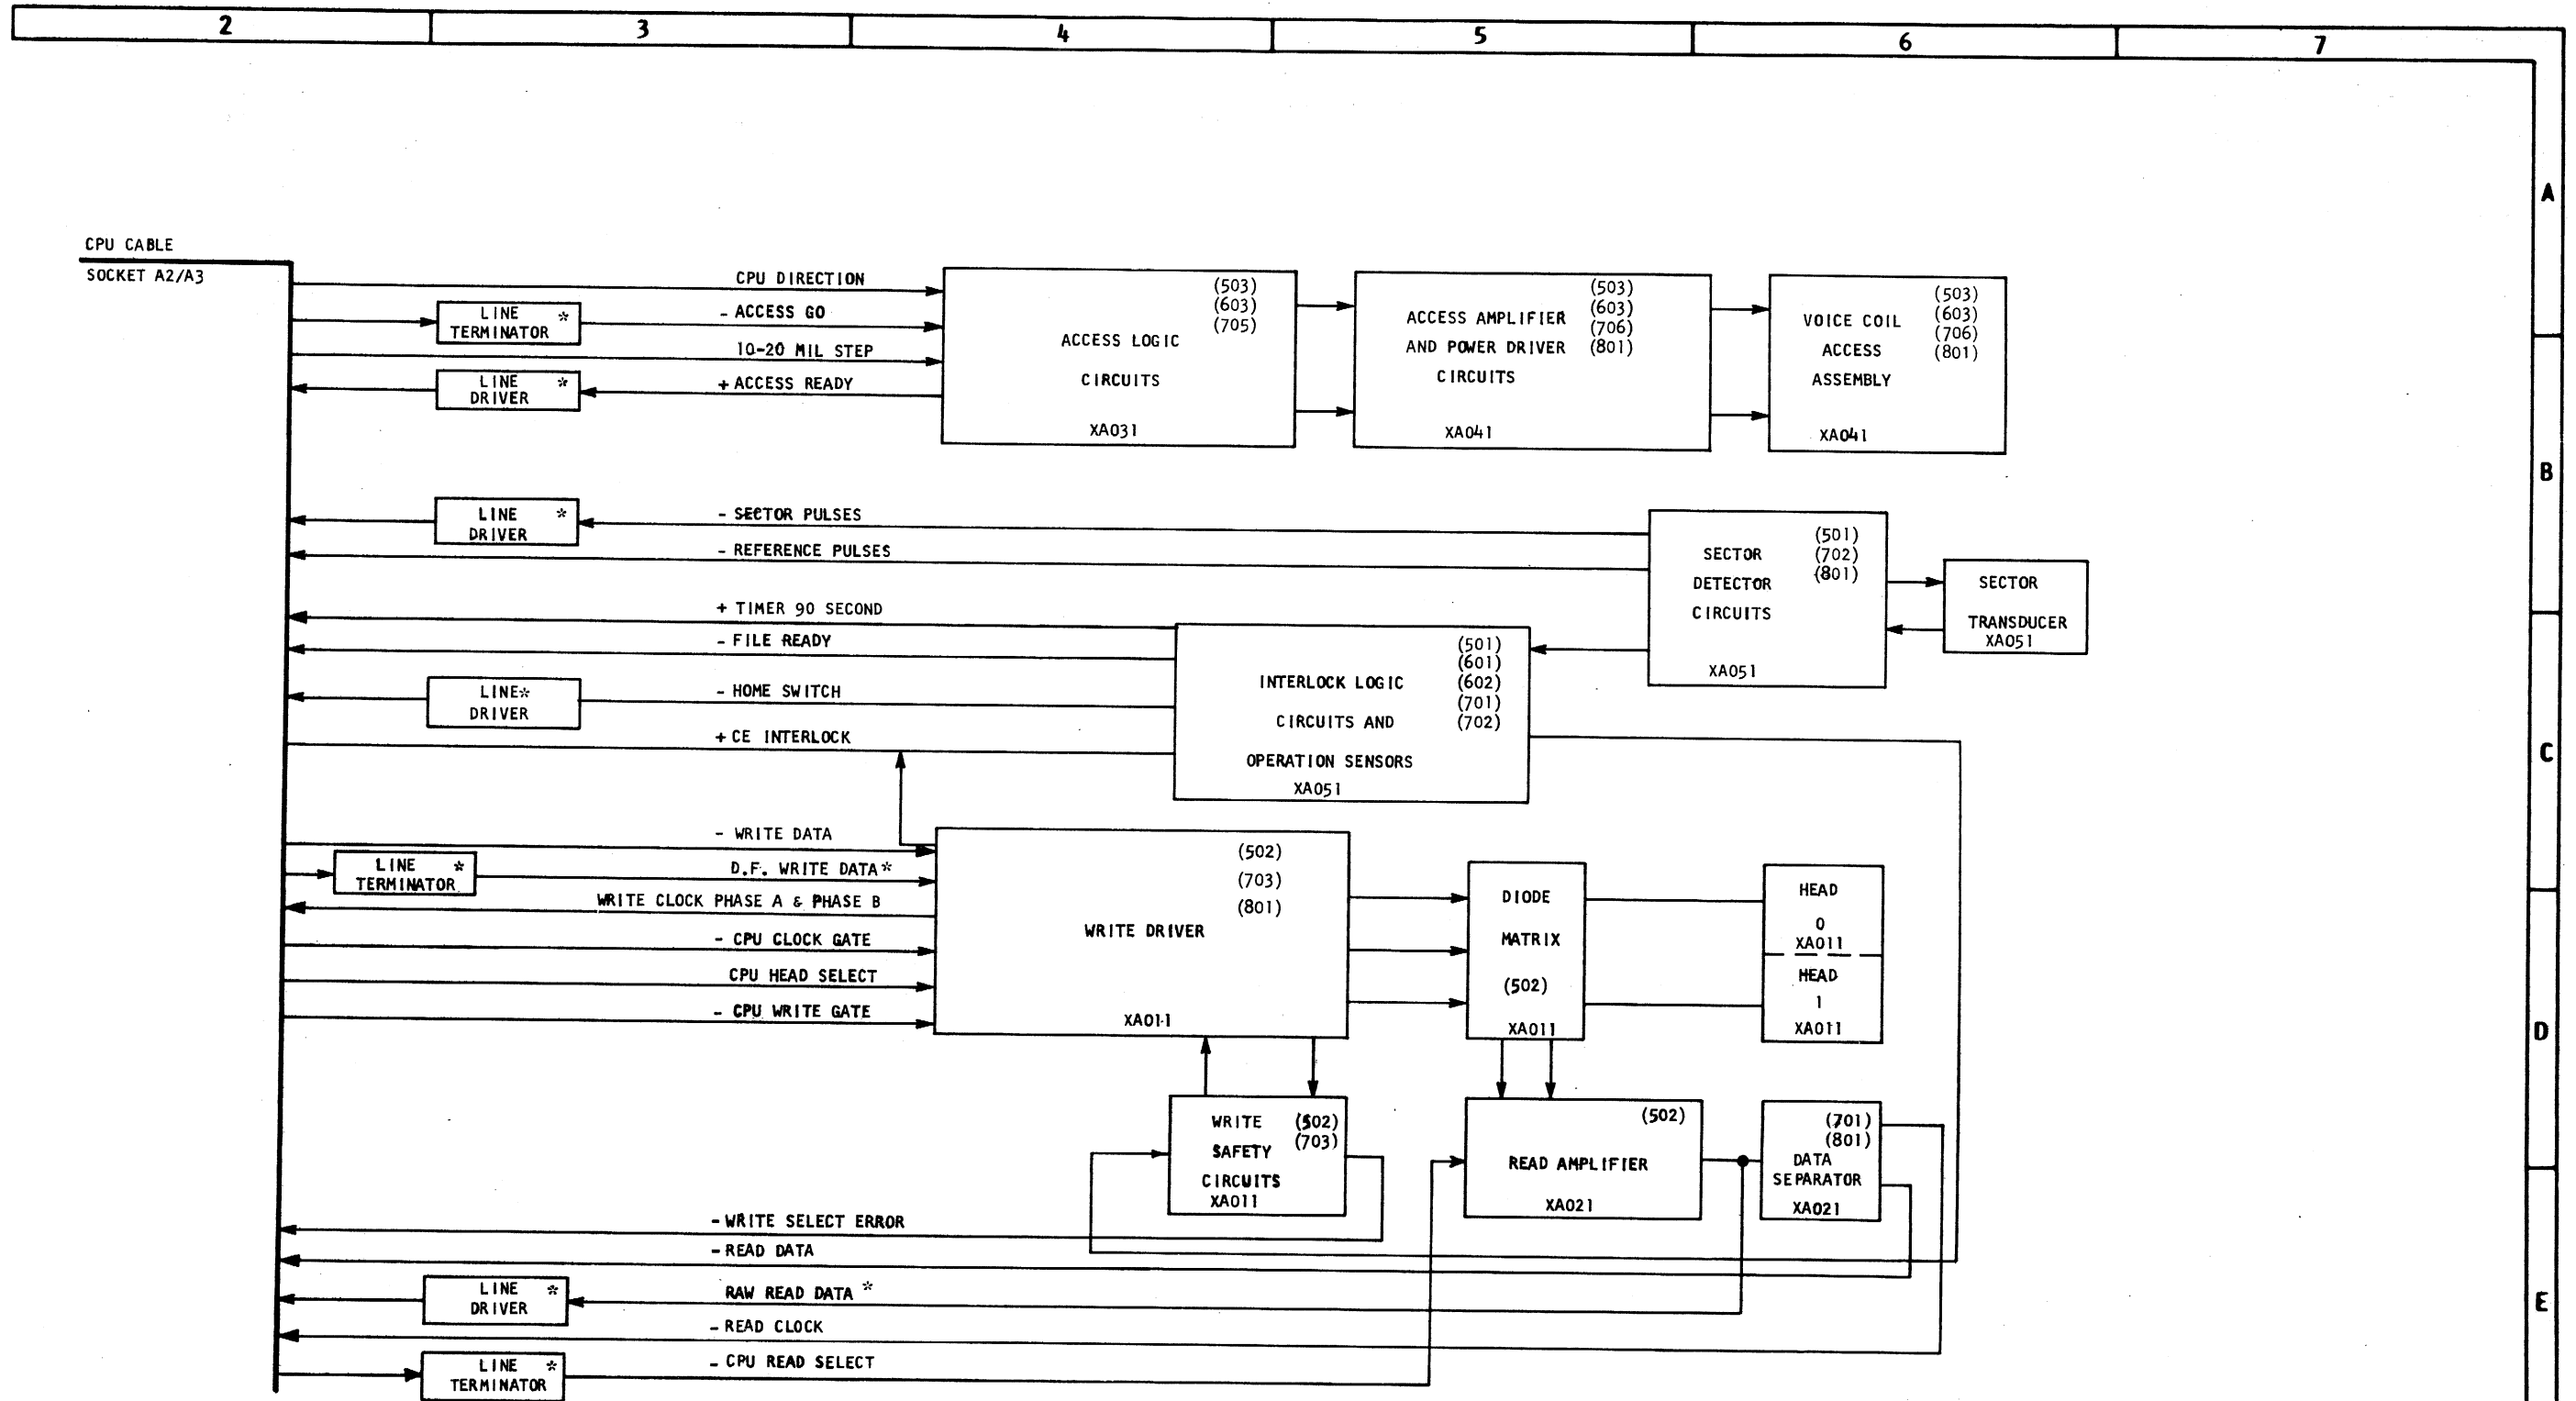 2 3 4 5 6 7
A
B
C
D
E
CPU CABLE
SOCKET A2/A3
CPU DIRECTION
LINE *
TERMINATOR
- ACCESS GO
10-20 MIL STEP
LINE *
DRIVER
+ ACCESS READY
(503)
(603)
(705)
ACCESS LOGIC
CIRCUITS
XA031
(503)
ACCESS AMPLIFIER (603)
(706)
AND POWER DRIVER (801)
CIRCUITS
XA041
(503)
(603)
VOICE COIL (706)
ACCESS (801)
ASSEMBLY
XA041
LINE *
DRIVER
- SECTOR PULSES
- REFERENCE PULSES
(501)
SECTOR (702)
(801)
DETECTOR
CIRCUITS
XA051
SECTOR
TRANSDUCER
XA051
+ TIMER 90 SECOND
- FILE READY
LINE*
DRIVER
- HOME SWITCH
+ CE INTERLOCK
(501)
(601)
INTERLOCK LOGIC (602)
(701)
CIRCUITS AND (702)
OPERATION SENSORS
XA051
- WRITE DATA
LINE *
TERMINATOR
D.F. WRITE DATA*
WRITE CLOCK PHASE A & PHASE B
- CPU CLOCK GATE
CPU HEAD SELECT
- CPU WRITE GATE
(502)
(703)
(801)
WRITE DRIVER
XA011
DIODE
MATRIX
(502)
XA011
HEAD
0
XA011
HEAD
1
XA011
WRITE (502)
(703)
SAFETY
CIRCUITS
XA011
(502)
READ AMPLIFIER
XA021
(701)
(801)
DATA
SEPARATOR
XA021
- WRITE SELECT ERROR
- READ DATA
LINE *
DRIVER
RAW READ DATA *
- READ CLOCK
LINE *
TERMINATOR
- CPU READ SELECT